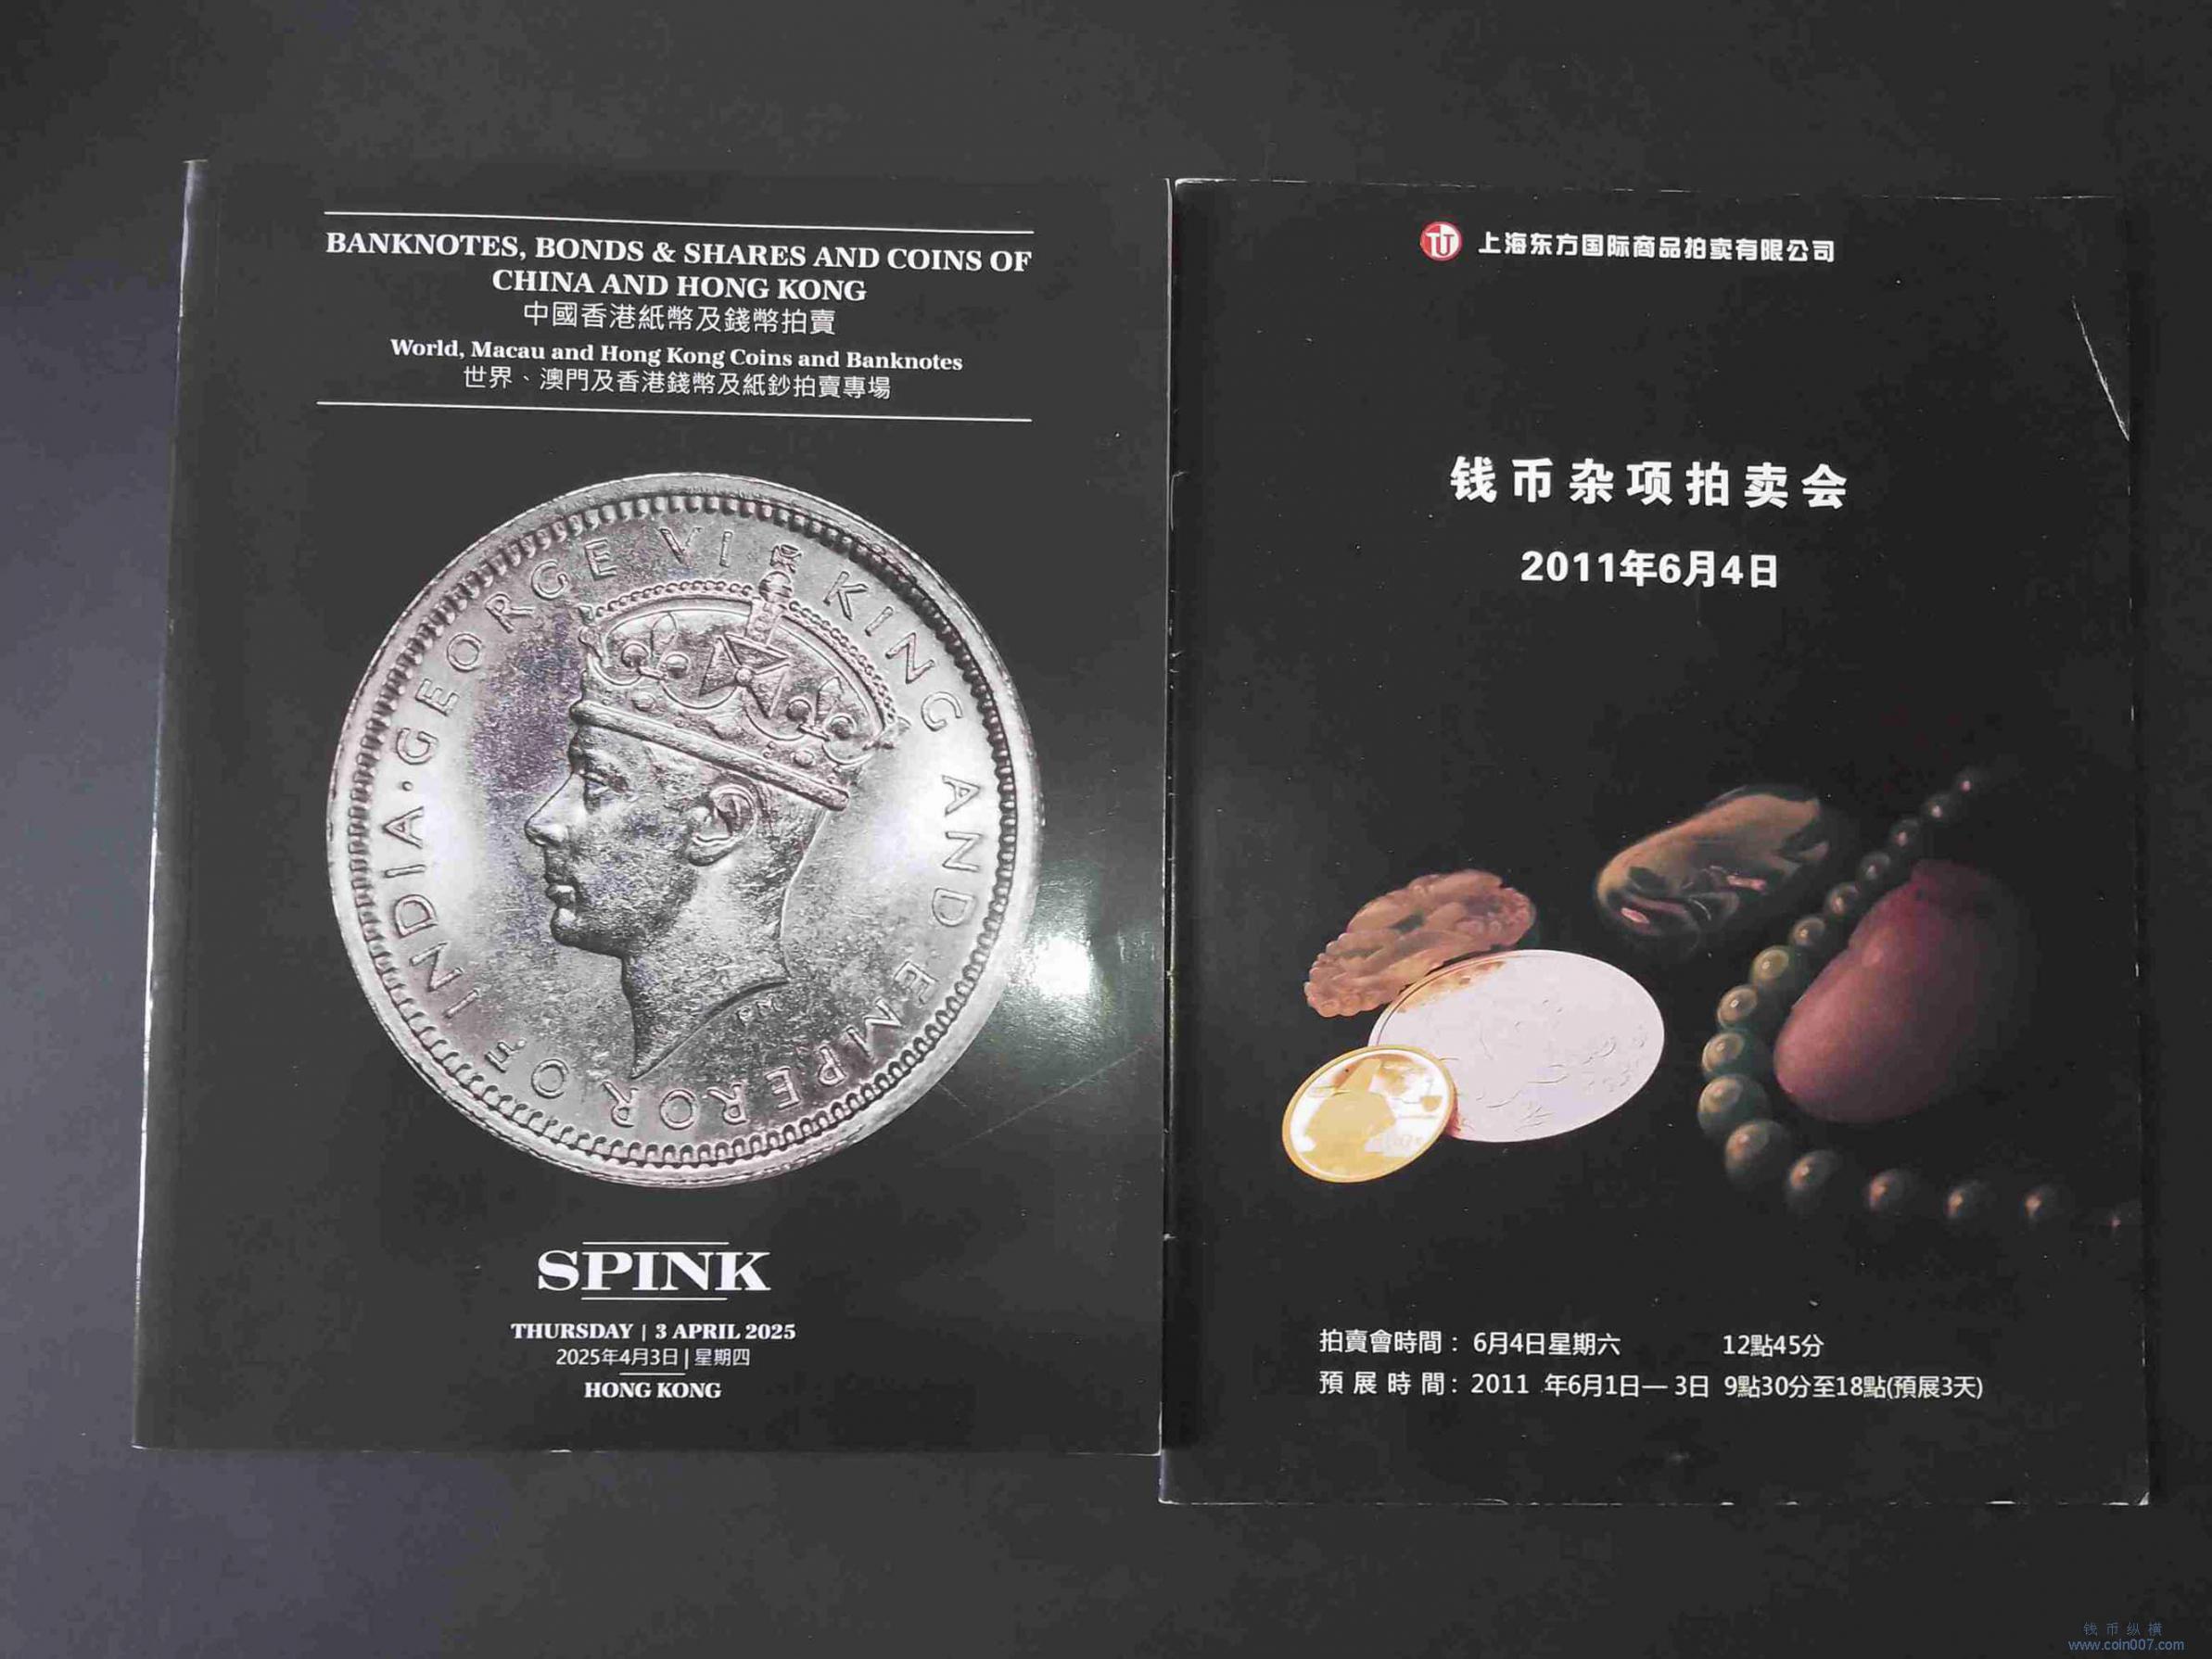 BANKNOTES, BONDS & SHARES AND COINS OF
CHINA AND HONG KONG
中國香港紙幣及錢幣拍賣
World, Macau and Hong Kong Coins and Banknotes
世界、澳門及香港錢幣及紙鈔拍賣專場
GEORGE VI KING AND EMPEROR OF INDIA·
PM
SPINK
THURSDAY | 3 APRIL 2025
2025年4月3日 | 星期四
HONG KONG
上海东方国际商品拍卖有限公司
钱币杂项拍卖会
2011年6月4日
拍賣會時間： 6月4日星期六 12點45分
預展時間： 2011 年6月1日— 3日 9點30分至18點(預展3天)
钱币纵横
www.coin007.com